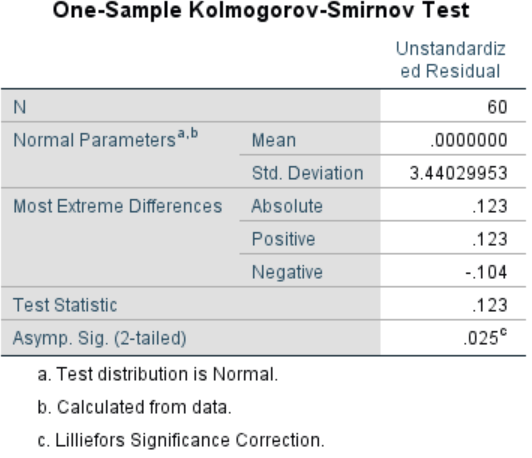 One-Sample Kolmogorov-Smirnov Test
Unstandardiz
ed Residual
N 60
Normal Parameters a,b Mean .0000000
Std. Deviation 3.44029953
Most Extreme Differences Absolute .123
Positive .123
Negative -.104
Test Statistic .123
Asymp. Sig. (2-tailed) .025c
a. Test distribution is Normal.
b. Calculated from data.
c. Lilliefors Significance Correction.